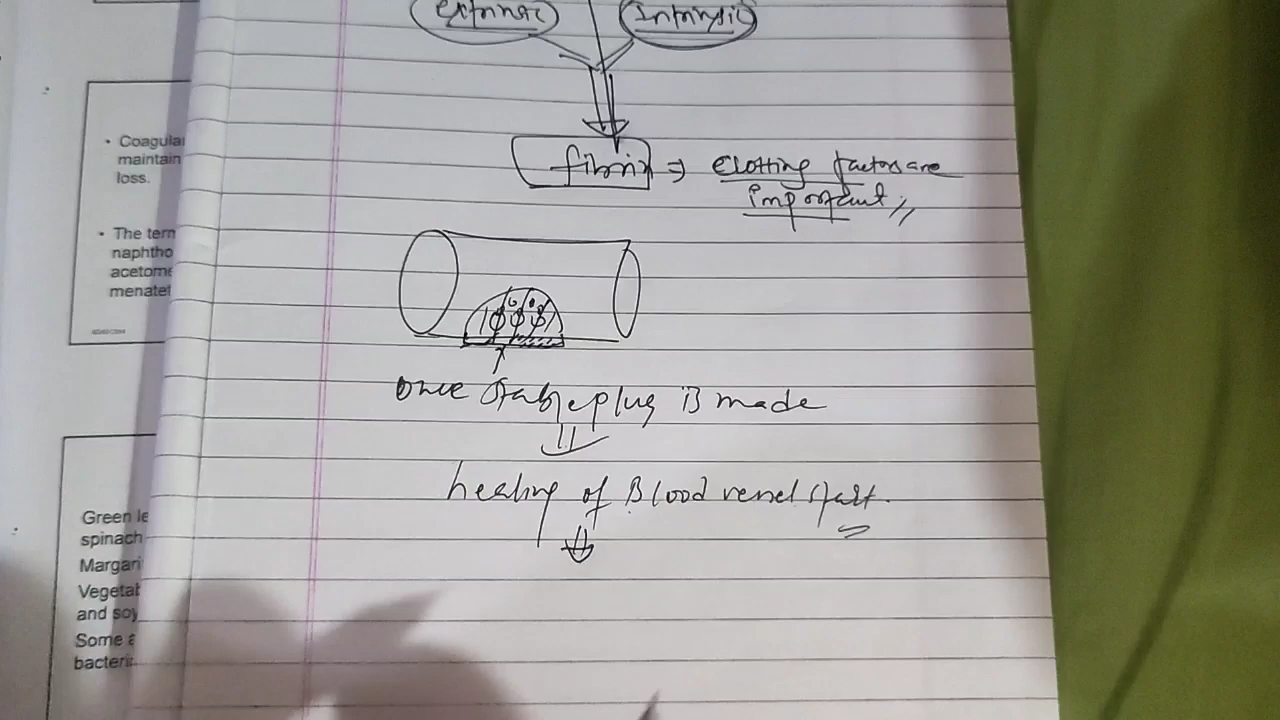 extrinsic
Intrinsic
fibrin ⇒ Clotting factors are
important
Once stable plug is made
healing of Blood vessel start.
• Coagula
maintain
loss.
• The tern
naphtho
acetome
menatet
Green le
spinach
Margari
Vegetab
and soy
Some a
bacteri